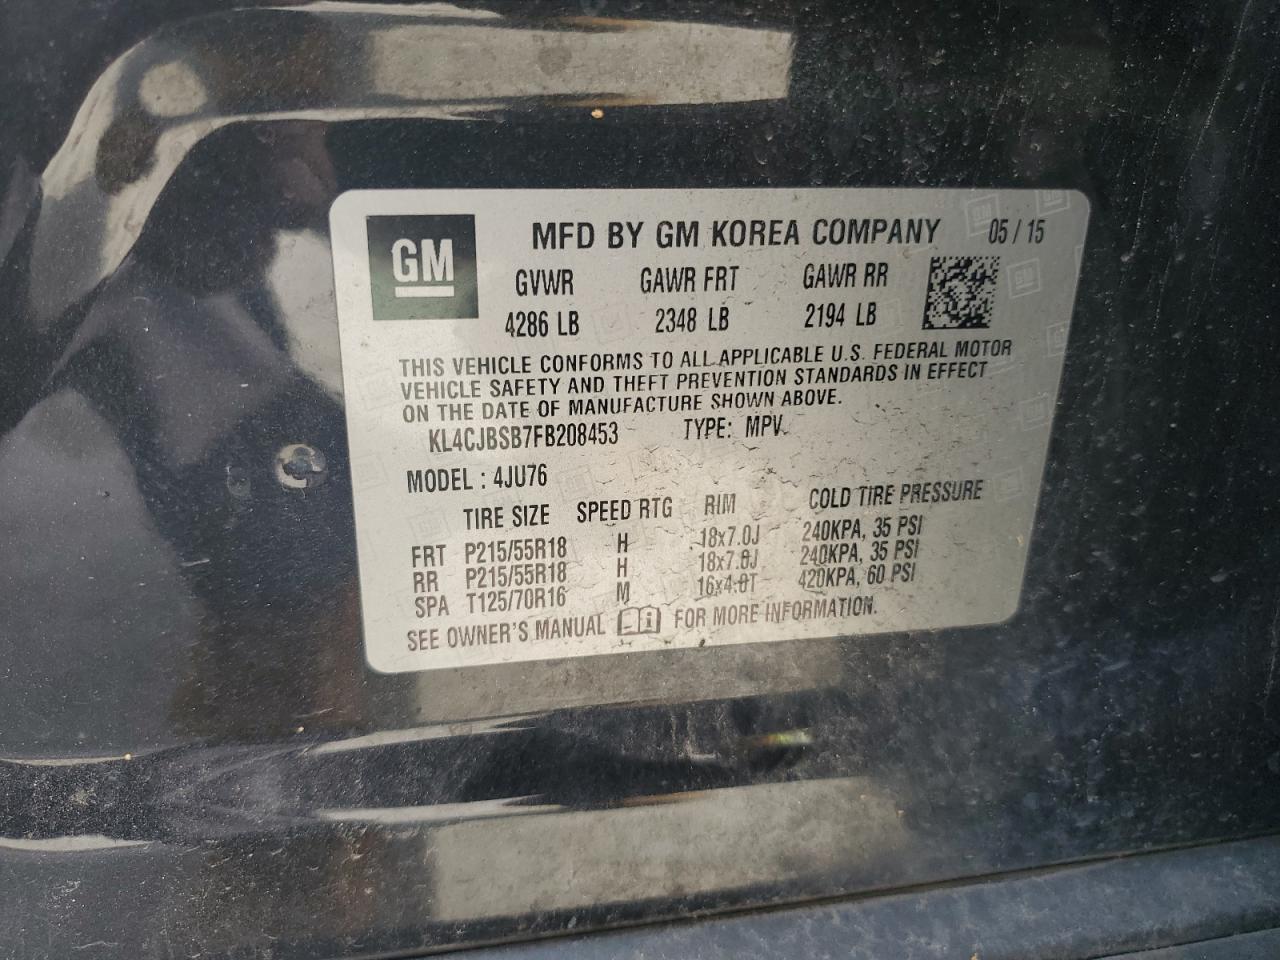 GM
MFD BY GM KOREA COMPANY 05 / 15
GVWR GAWR FRT GAWR RR
4286 LB 2348 LB 2194 LB
THIS VEHICLE CONFORMS TO ALL APPLICABLE U.S. FEDERAL MOTOR
VEHICLE SAFETY AND THEFT PREVENTION STANDARDS IN EFFECT
ON THE DATE OF MANUFACTURE SHOWN ABOVE.
KL4CJBSB7FB208453 TYPE: MPV
MODEL : 4JU76
TIRE SIZE SPEED RTG RIM COLD TIRE PRESSURE
FRT P215/55R18 H 18x7.0J 240KPA, 35 PSI
RR P215/55R18 H 18x7.0J 240KPA, 35 PSI
SPA T125/70R16 M 16x4.0T 420KPA, 60 PSI
SEE OWNER'S MANUAL FOR MORE INFORMATION.